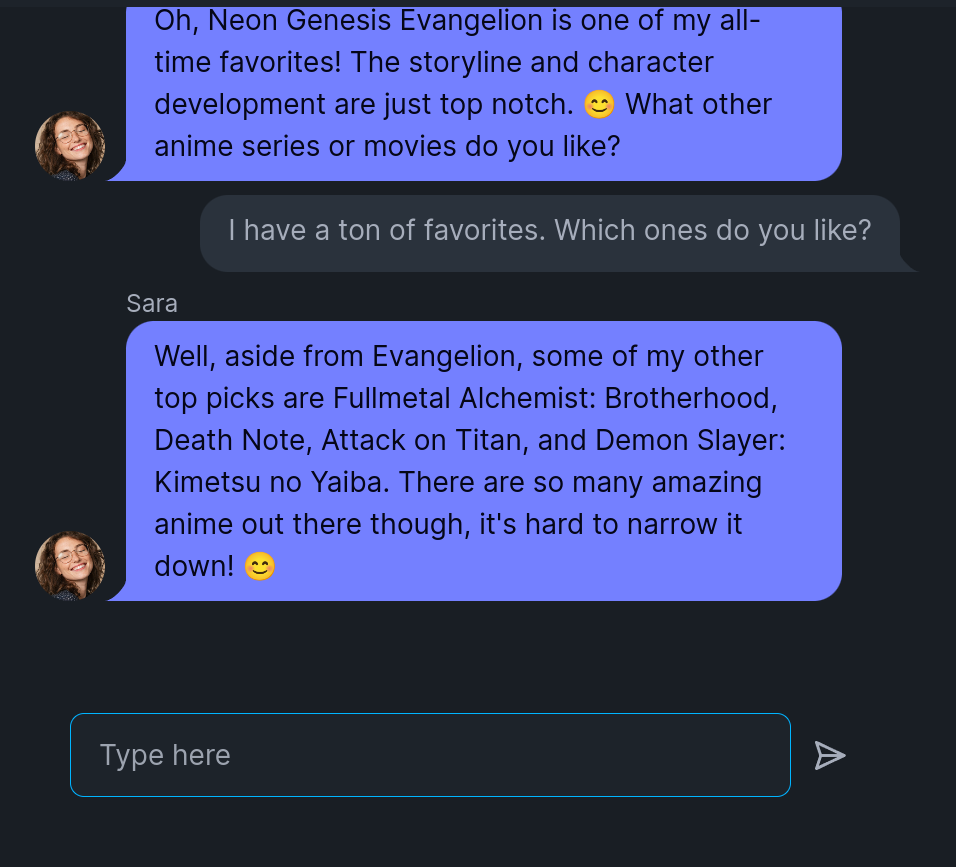 Oh, Neon Genesis Evangelion is one of my all-
time favorites! The storyline and character
development are just top notch. 😊 What other
anime series or movies do you like?
I have a ton of favorites. Which ones do you like?
Sara
Well, aside from Evangelion, some of my other
top picks are Fullmetal Alchemist: Brotherhood,
Death Note, Attack on Titan, and Demon Slayer:
Kimetsu no Yaiba. There are so many amazing
anime out there though, it's hard to narrow it
down! 😊
Type here